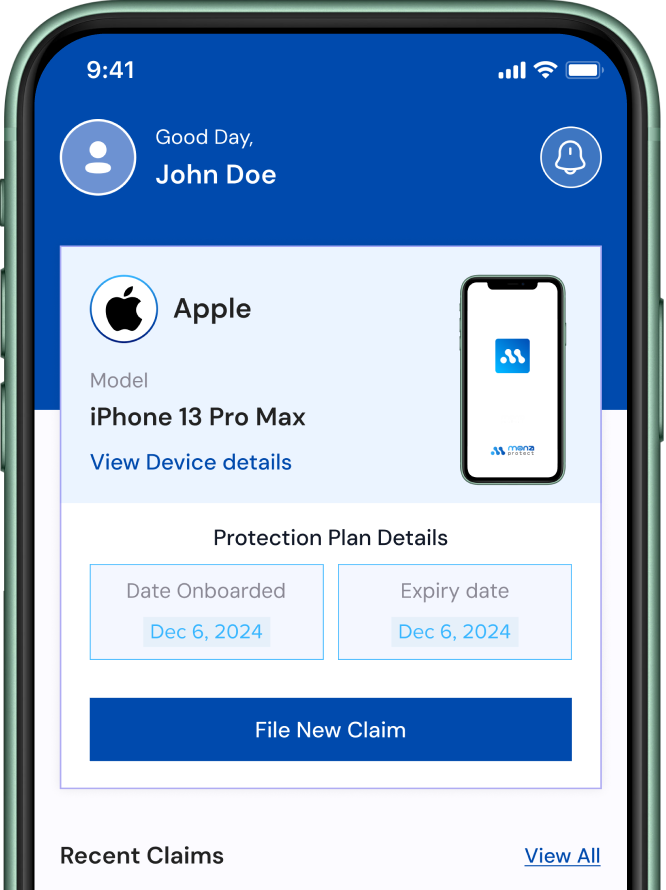 9:41
Good Day,
John Doe
Apple
Model
iPhone 13 Pro Max
View Device details
monzi
protect
Protection Plan Details
Date Onboarded
Expiry date
Dec 6, 2024
Dec 6, 2024
File New Claim
Recent Claims
View All